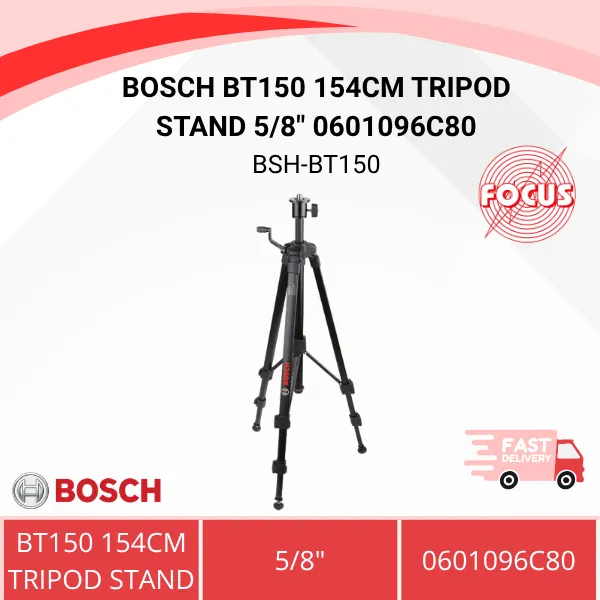 BOSCH BT150 154CM TRIPOD
STAND 5/8" 0601096C80
BSH-BT150
FOCUS
BOSCH
FAST
DELIVERY
BOSCH
BT150 154CM
TRIPOD STAND
5/8"
0601096C80